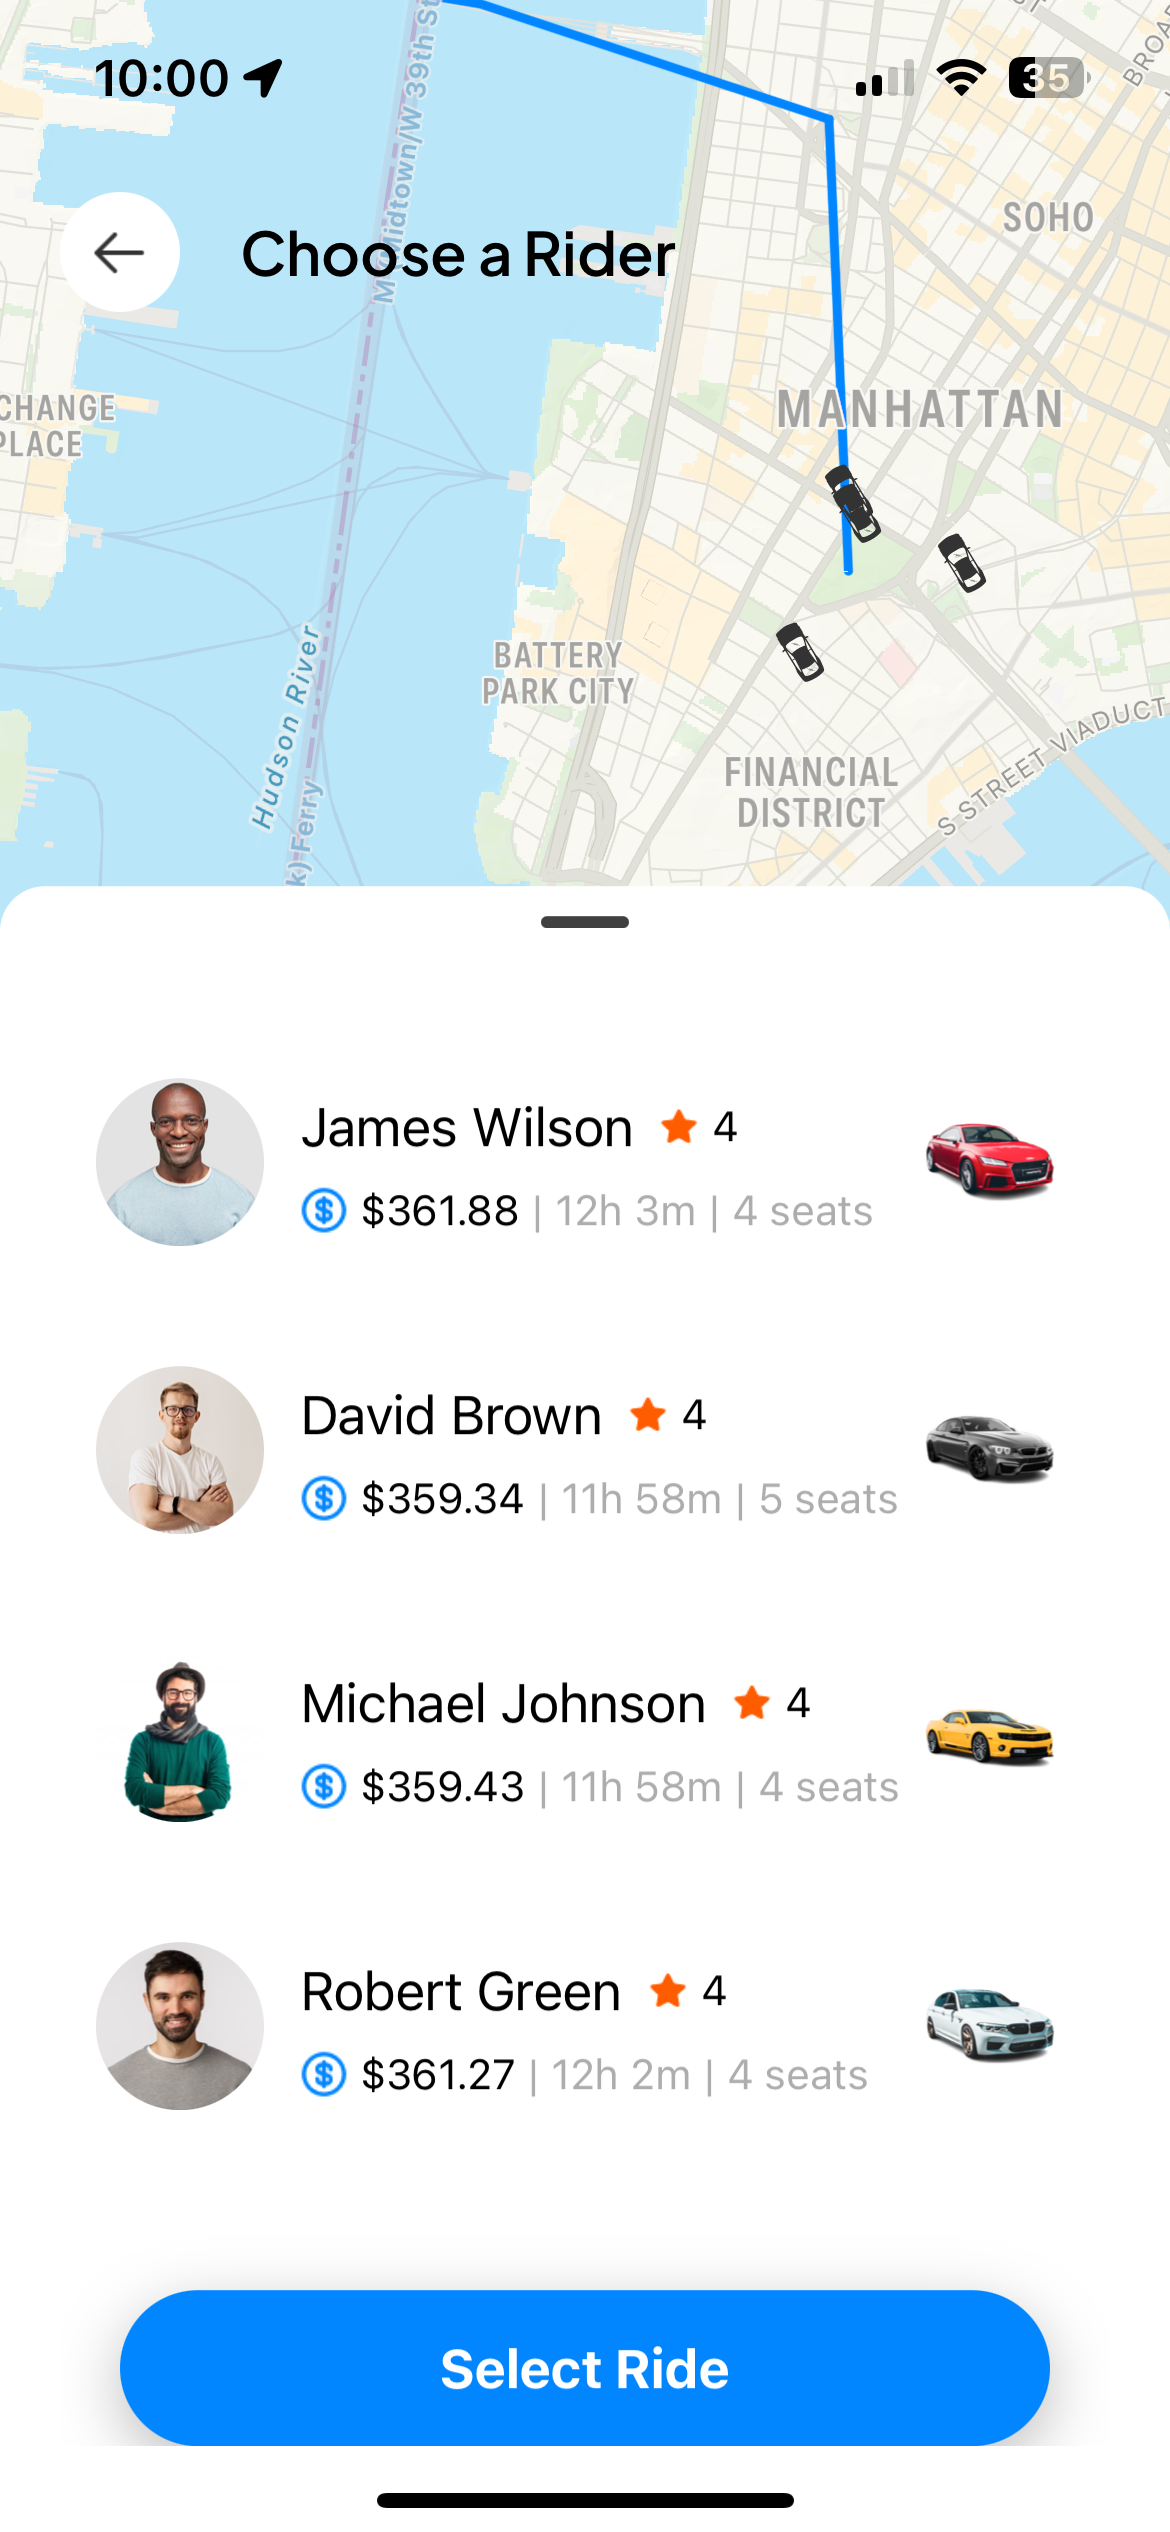 10:00
35
Choose a Rider
SOHO
MANHATTAN
CHANGE
PLACE
BATTERY
PARK CITY
Hudson River
FINANCIAL
DISTRICT
S STREET VIADUCT
Midtown/W 39th St
Ferry
James Wilson 4
$361.88 | 12h 3m | 4 seats
David Brown 4
$359.34 | 11h 58m | 5 seats
Michael Johnson 4
$359.43 | 11h 58m | 4 seats
Robert Green 4
$361.27 | 12h 2m | 4 seats
Select Ride